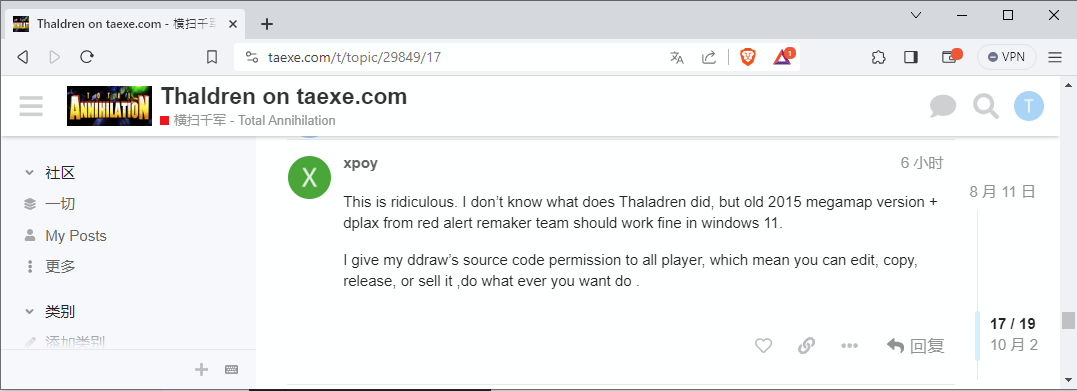 Thaldren on taexe.com - 横扫千军
taexe.com/t/topic/29849/17
1
VPN
TOTAL
ANNIHILATION
Thaldren on taexe.com
横扫千军 - Total Annihilation
T
社区
一切
My Posts
更多
类别
添加类别
X
xpoy
6 小时
This is ridiculous. I don't know what does Thaladren did, but old 2015 megamap version +
dplax from red alert remaker team should work fine in windows 11.
I give my ddraw's source code permission to all player, which mean you can edit, copy,
release, or sell it ,do what ever you want do .
回复
8 月 11 日
17 / 19
10 月 2